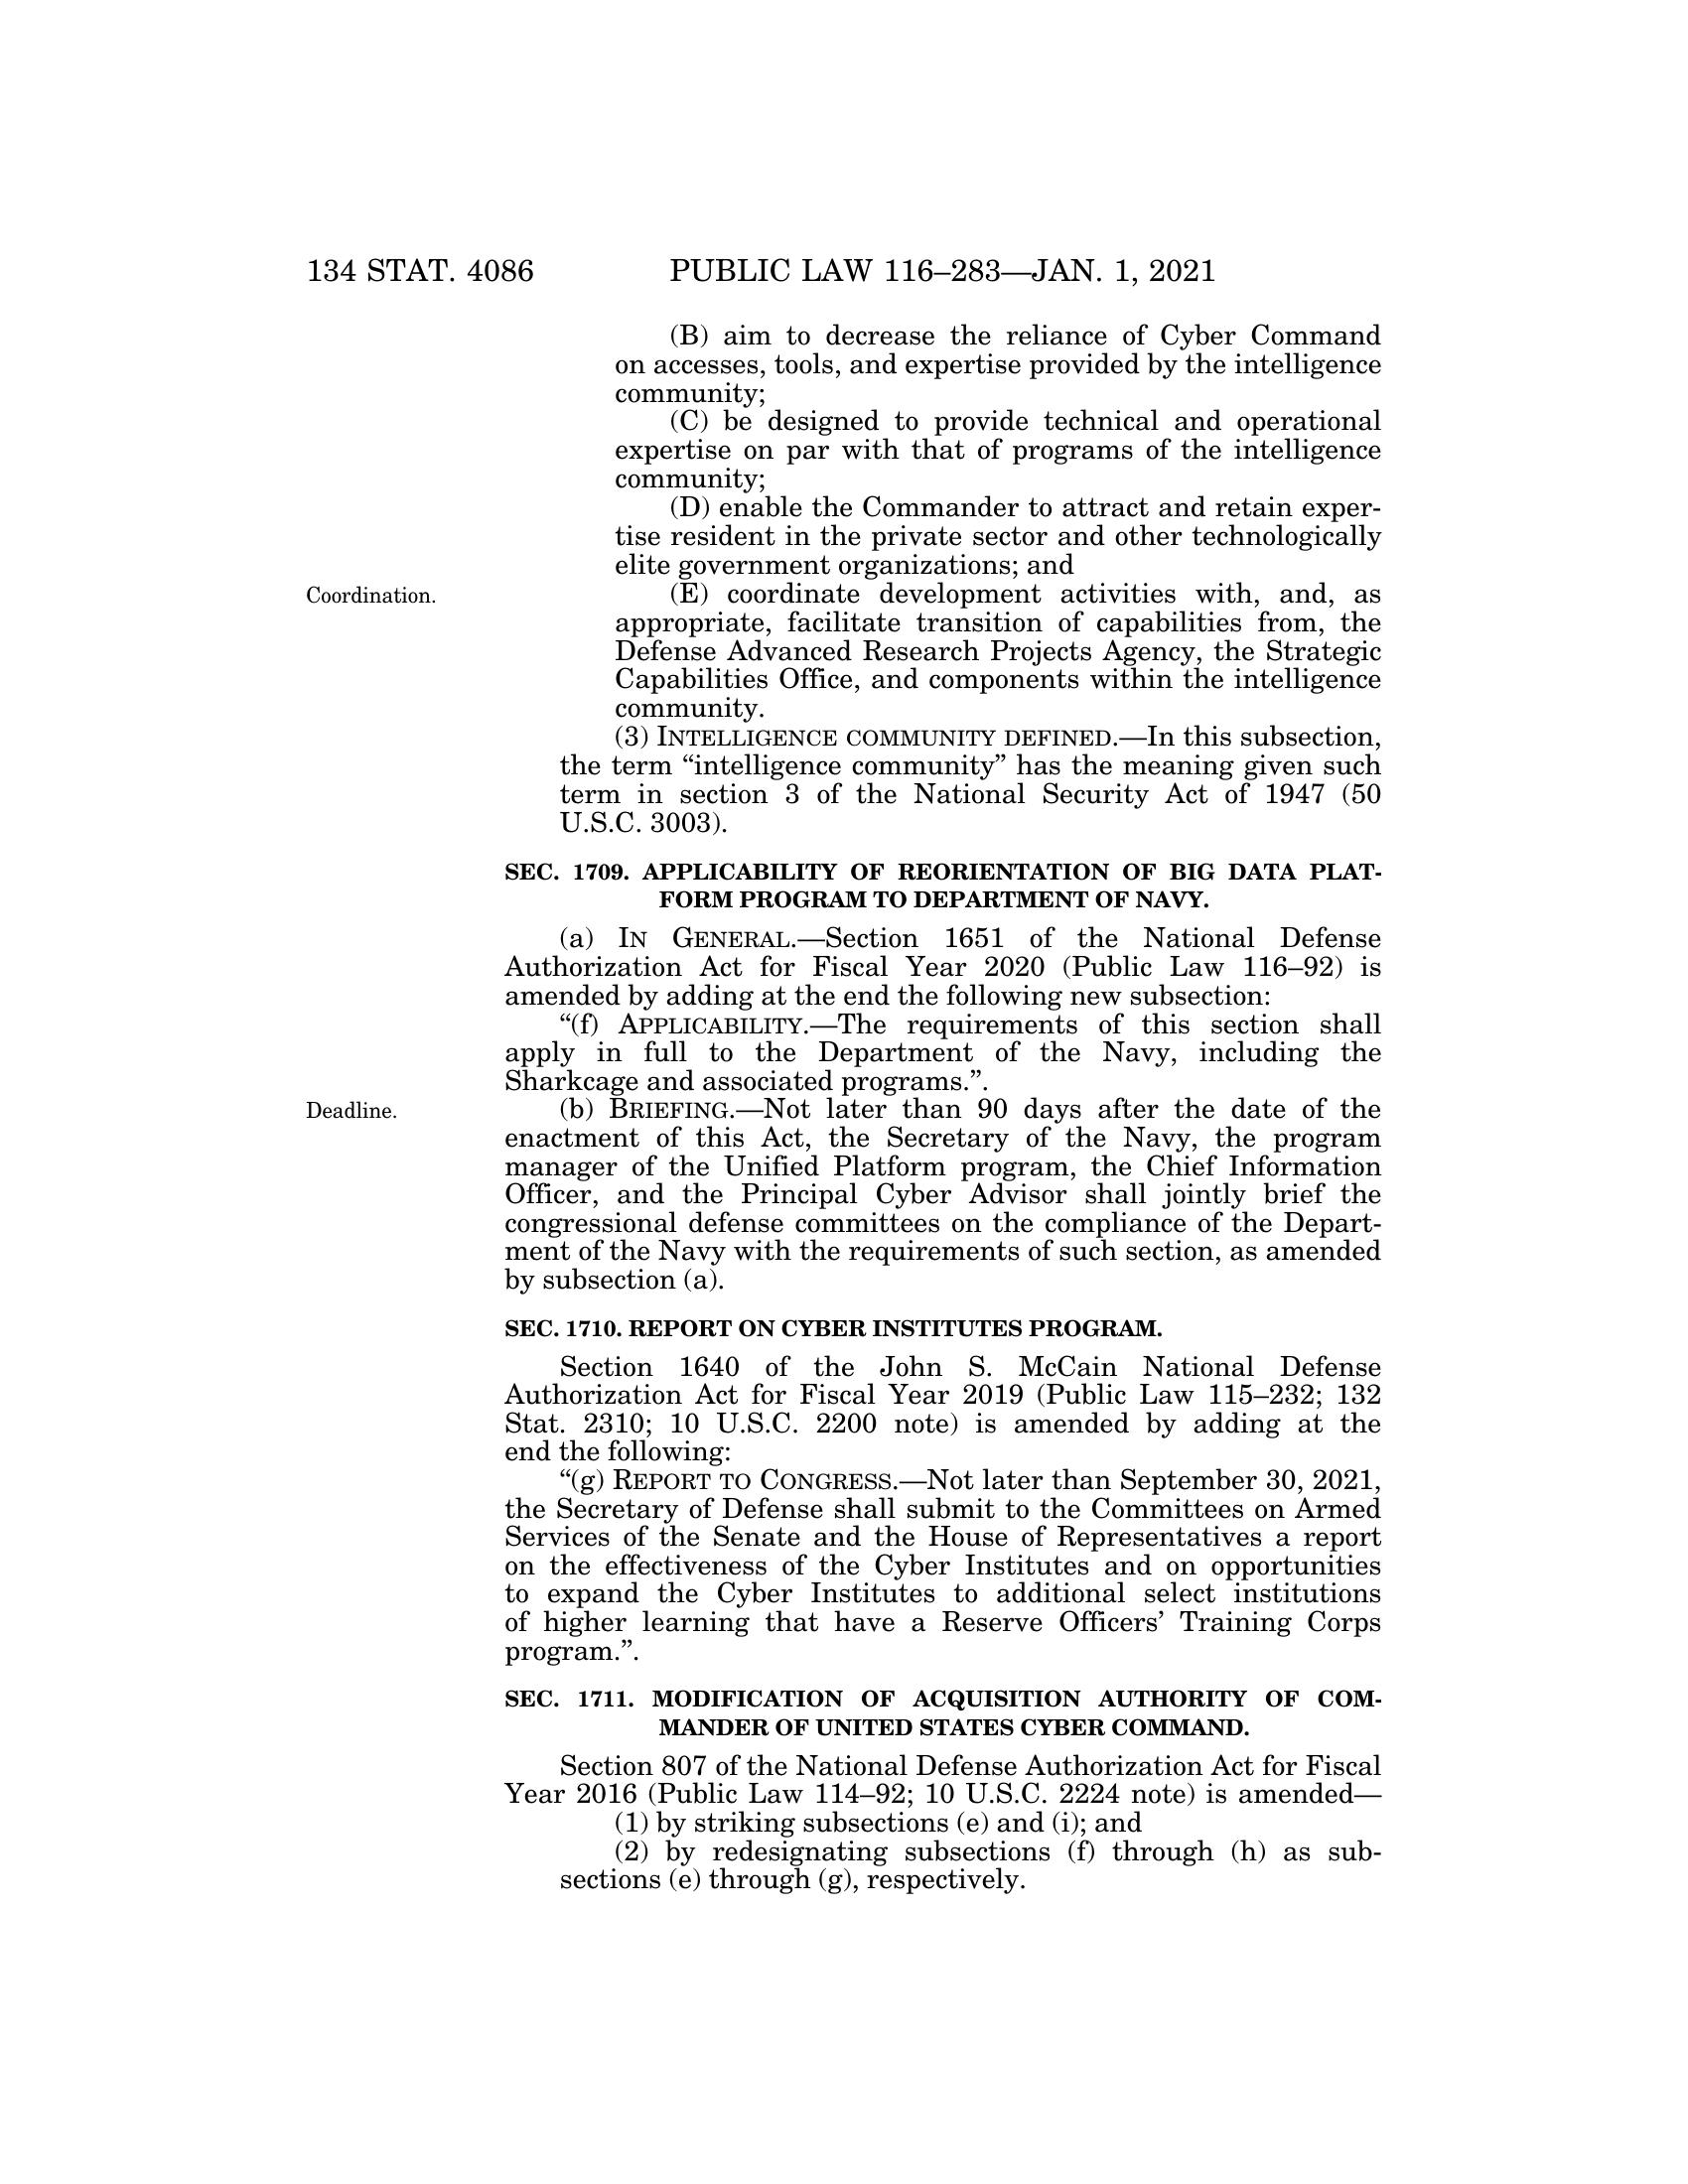 134 STAT. 4086
PUBLIC LAW 116–283—JAN. 1, 2021
(B) aim to decrease the reliance of Cyber Command
on accesses, tools, and expertise provided by the intelligence
community;
(C) be designed to provide technical and operational
expertise on par with that of programs of the intelligence
community;
(D) enable the Commander to attract and retain exper-
tise resident in the private sector and other technologically
elite government organizations; and
Coordination.
(E) coordinate development activities with, and, as
appropriate, facilitate transition of capabilities from, the
Defense Advanced Research Projects Agency, the Strategic
Capabilities Office, and components within the intelligence
community.
(3) INTELLIGENCE COMMUNITY DEFINED.—In this subsection,
the term “intelligence community” has the meaning given such
term in section 3 of the National Security Act of 1947 (50
U.S.C. 3003).
SEC. 1709. APPLICABILITY OF REORIENTATION OF BIG DATA PLAT-
FORM PROGRAM TO DEPARTMENT OF NAVY.
(a) IN GENERAL.—Section 1651 of the National Defense
Authorization Act for Fiscal Year 2020 (Public Law 116–92) is
amended by adding at the end the following new subsection:
“(f) APPLICABILITY.—The requirements of this section shall
apply in full to the Department of the Navy, including the
Sharkcage and associated programs.”.
Deadline.
(b) BRIEFING.—Not later than 90 days after the date of the
enactment of this Act, the Secretary of the Navy, the program
manager of the Unified Platform program, the Chief Information
Officer, and the Principal Cyber Advisor shall jointly brief the
congressional defense committees on the compliance of the Depart-
ment of the Navy with the requirements of such section, as amended
by subsection (a).
SEC. 1710. REPORT ON CYBER INSTITUTES PROGRAM.
Section 1640 of the John S. McCain National Defense
Authorization Act for Fiscal Year 2019 (Public Law 115–232; 132
Stat. 2310; 10 U.S.C. 2200 note) is amended by adding at the
end the following:
“(g) REPORT TO CONGRESS.—Not later than September 30, 2021,
the Secretary of Defense shall submit to the Committees on Armed
Services of the Senate and the House of Representatives a report
on the effectiveness of the Cyber Institutes and on opportunities
to expand the Cyber Institutes to additional select institutions
of higher learning that have a Reserve Officers’ Training Corps
program.”.
SEC. 1711. MODIFICATION OF ACQUISITION AUTHORITY OF COM-
MANDER OF UNITED STATES CYBER COMMAND.
Section 807 of the National Defense Authorization Act for Fiscal
Year 2016 (Public Law 114–92; 10 U.S.C. 2224 note) is amended—
(1) by striking subsections (e) and (i); and
(2) by redesignating subsections (f) through (h) as sub-
sections (e) through (g), respectively.